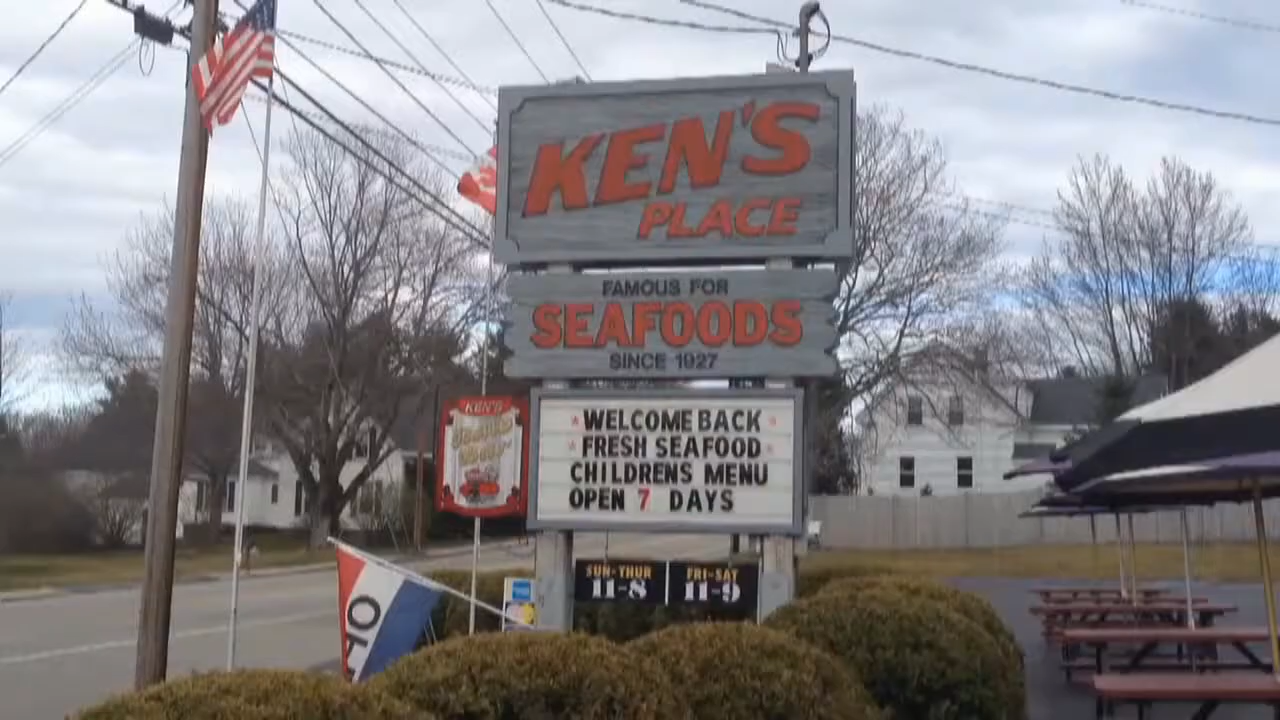 KEN'S
PLACE
FAMOUS FOR
SEAFOODS
SINCE 1927
KEN'S
WELCOME BACK
FRESH SEAFOOD
CHILDRENS MENU
OPEN 7 DAYS
SUN-THUR
11-8
FRI-SAT
11-9